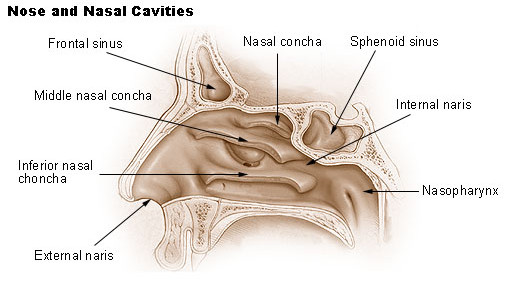 Nose and Nasal Cavities
Frontal sinus
Nasal concha
Sphenoid sinus
Middle nasal concha
Internal naris
Inferior nasal
choncha
Nasopharynx
External naris